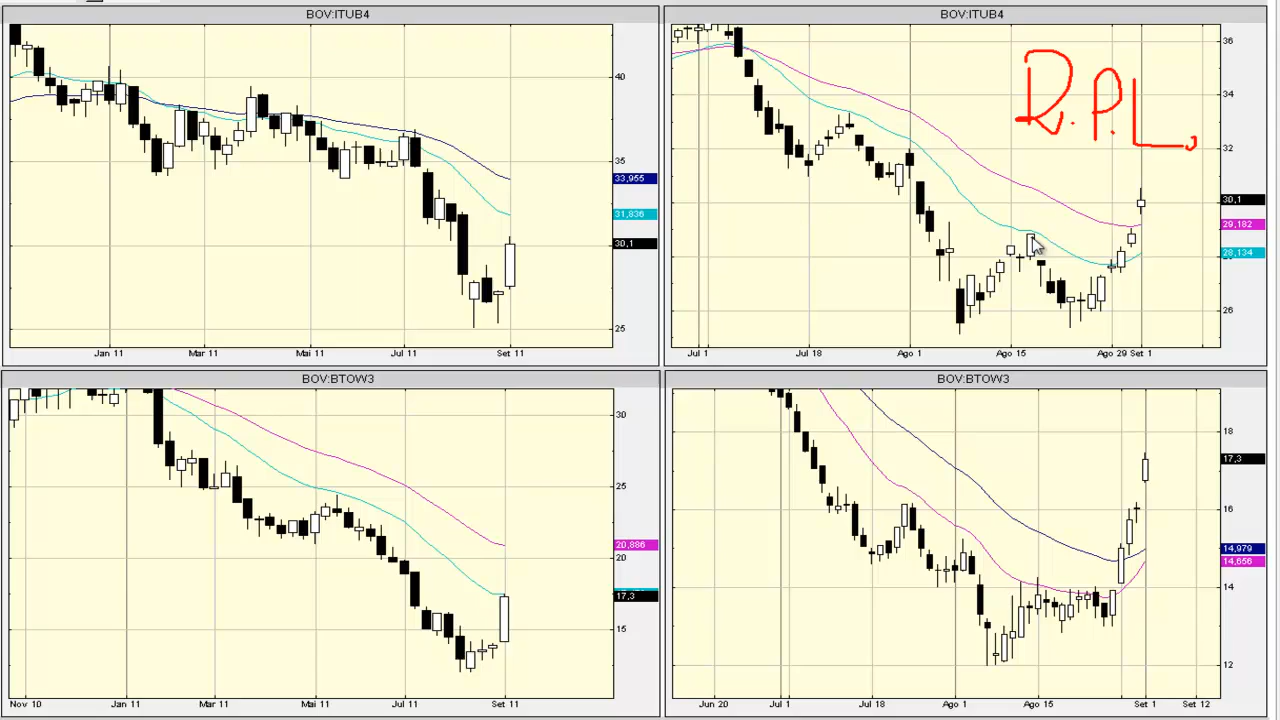 BOV:ITUB4
40
35
33,955
31,836
30,1
25
Jan 11 Mar 11 Mai 11 Jul 11 Set 11
BOV:ITUB4
R.P.L.
36
34
32
30,1
29,182
28,134
26
Jul 1 Jul 18 Ago 1 Ago 15 Ago 29 Set 1
BOV:BTOW3
30
25
20,886
20
17,3
15
Nov 10 Jan 11 Mar 11 Mai 11 Jul 11 Set 11
BOV:BTOW3
18
17,3
16
14,979
14,656
14
12
Jun 20 Jul 1 Jul 18 Ago 1 Ago 15 Set 1 Set 12